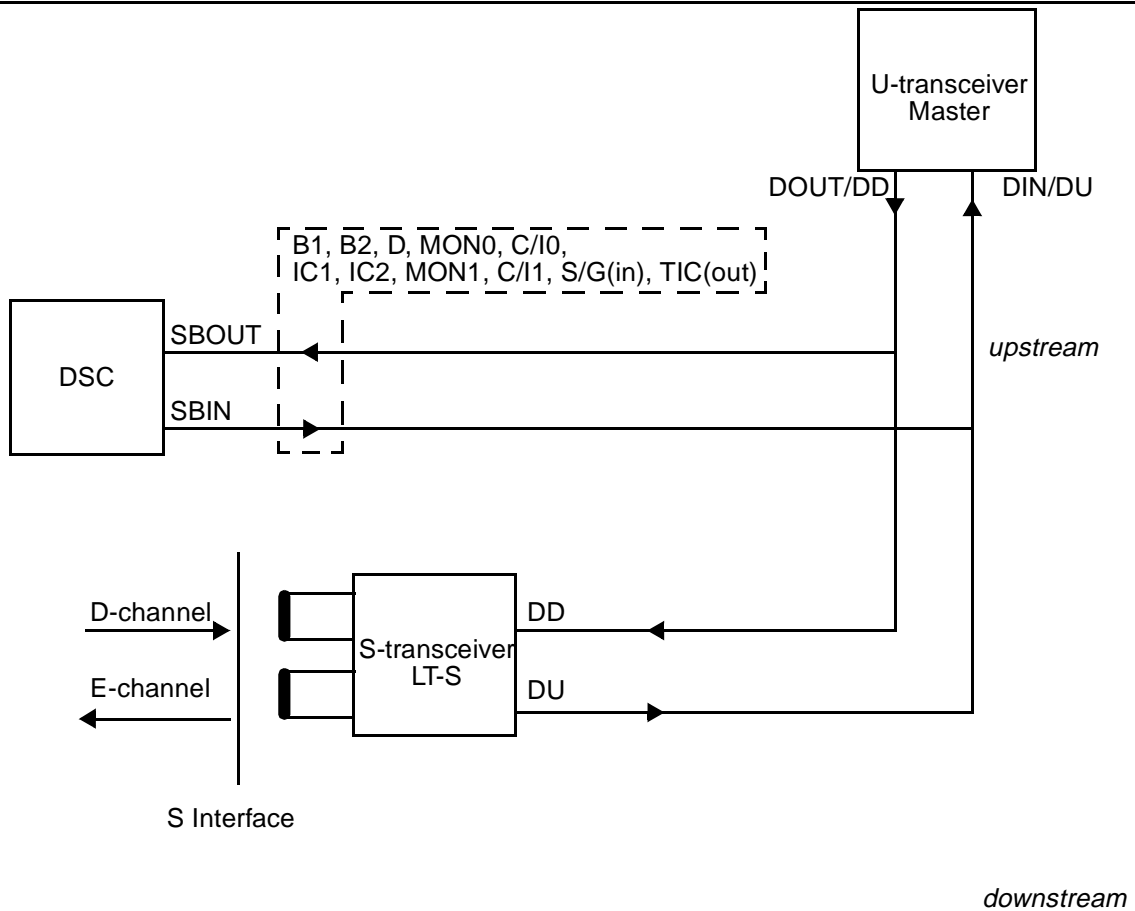 U-transceiver
Master
DOUT/DD
DIN/DU
B1, B2, D, MON0, C/I0,
IC1, IC2, MON1, C/I1, S/G(in), TIC(out)
SBOUT
upstream
DSC
SBIN
D-channel
DD
S-transceiver
LT-S
E-channel
DU
S Interface
downstream